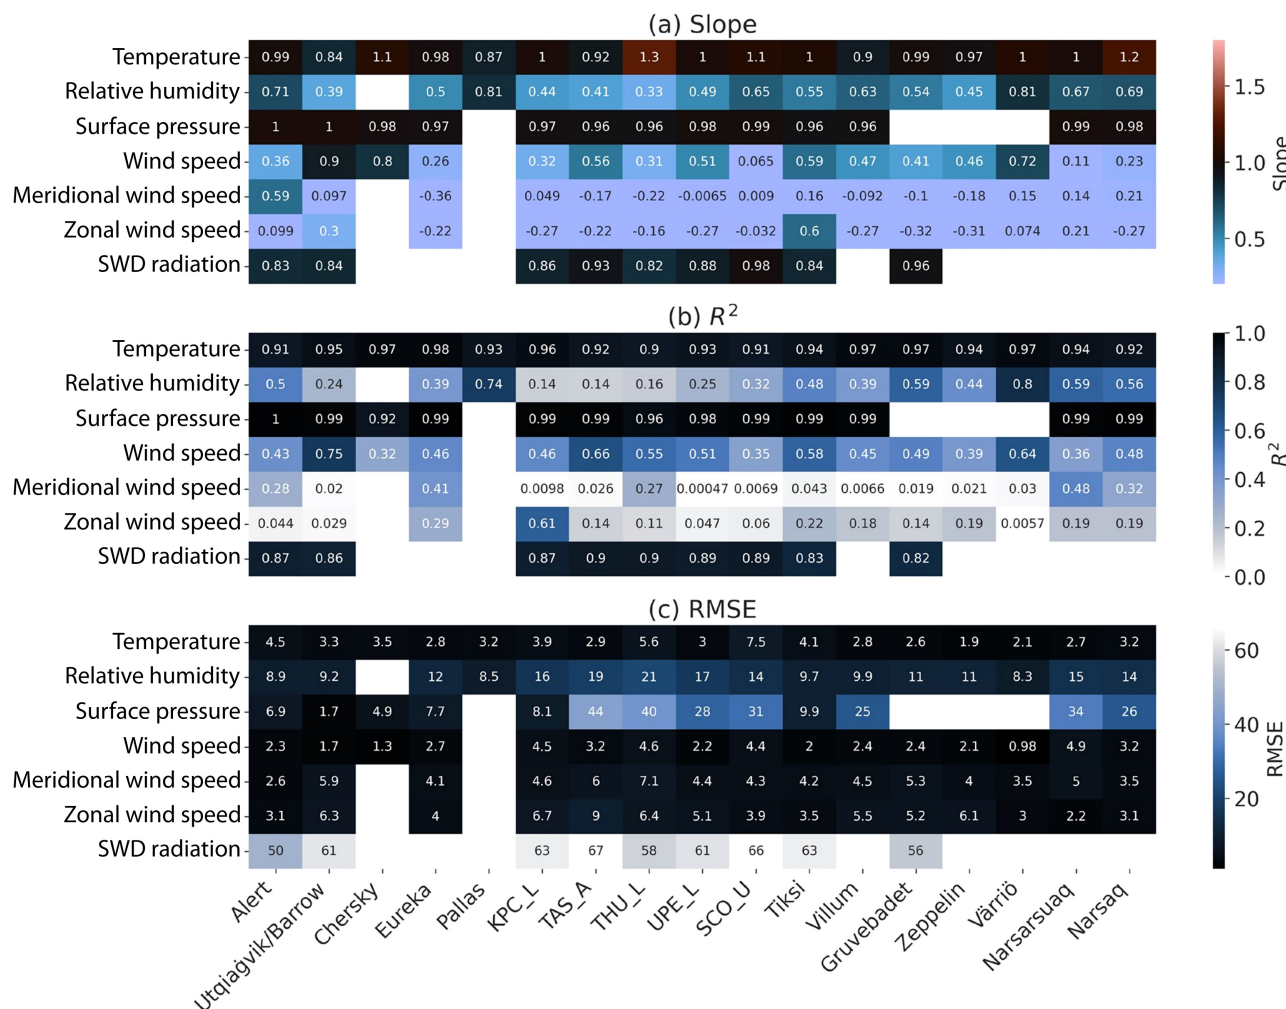 (a) Slope
Temperature 0.99 0.84 1.1 0.98 0.87 1 0.92 1.3 1 1.1 1 0.9 0.99 0.97 1 1 1.2
Relative humidity 0.71 0.39 0.5 0.81 0.44 0.41 0.33 0.49 0.65 0.55 0.63 0.54 0.45 0.81 0.67 0.69
Surface pressure 1 1 0.98 0.97 0.97 0.96 0.96 0.98 0.99 0.96 0.96 0.99 0.98
Wind speed 0.36 0.9 0.8 0.26 0.32 0.56 0.31 0.51 0.065 0.59 0.47 0.41 0.46 0.72 0.11 0.23
Meridional wind speed 0.59 0.097 -0.36 0.049 -0.17 -0.22 -0.0065 0.009 0.16 -0.092 -0.1 -0.18 0.15 0.14 0.21
Zonal wind speed 0.099 0.3 -0.22 -0.27 -0.22 -0.16 -0.27 -0.032 0.6 -0.27 -0.32 -0.31 0.074 0.21 -0.27
SWD radiation 0.83 0.84 0.86 0.93 0.82 0.88 0.98 0.84 0.96
1.5
1.0
0.5
Slope
(b) R²
Temperature 0.91 0.95 0.97 0.98 0.93 0.96 0.92 0.9 0.93 0.91 0.94 0.97 0.97 0.94 0.97 0.94 0.92
Relative humidity 0.5 0.24 0.39 0.74 0.14 0.14 0.16 0.25 0.32 0.48 0.39 0.59 0.44 0.8 0.59 0.56
Surface pressure 1 0.99 0.92 0.99 0.99 0.99 0.96 0.98 0.99 0.99 0.99 0.99 0.99
Wind speed 0.43 0.75 0.32 0.46 0.46 0.66 0.55 0.51 0.35 0.58 0.45 0.49 0.39 0.64 0.36 0.48
Meridional wind speed 0.28 0.02 0.41 0.0098 0.026 0.27 0.00047 0.0069 0.043 0.0066 0.019 0.021 0.03 0.48 0.32
Zonal wind speed 0.044 0.029 0.29 0.61 0.14 0.11 0.047 0.06 0.22 0.18 0.14 0.19 0.0057 0.19 0.19
SWD radiation 0.87 0.86 0.87 0.9 0.9 0.89 0.89 0.83 0.82
1.0
0.8
0.6
0.4
0.2
0.0
R²
(c) RMSE
Temperature 4.5 3.3 3.5 2.8 3.2 3.9 2.9 5.6 3 7.5 4.1 2.8 2.6 1.9 2.1 2.7 3.2
Relative humidity 8.9 9.2 12 8.5 16 19 21 17 14 9.7 9.9 11 11 8.3 15 14
Surface pressure 6.9 1.7 4.9 7.7 8.1 44 40 28 31 9.9 25 34 26
Wind speed 2.3 1.7 1.3 2.7 4.5 3.2 4.6 2.2 4.4 2 2.4 2.4 2.1 0.98 4.9 3.2
Meridional wind speed 2.6 5.9 4.1 4.6 6 7.1 4.4 4.3 4.2 4.5 5.3 4 3.5 5 3.5
Zonal wind speed 3.1 6.3 4 6.7 9 6.4 5.1 3.9 3.5 5.5 5.2 6.1 3 2.2 3.1
SWD radiation 50 61 63 67 58 61 66 63 56
60
40
20
RMSE
Alert
Utqiaġvik/Barrow
Chersky
Eureka
Pallas
KPC_L
TAS_A
THU_L
UPE_L
SCO_U
Tiksi
Villum
Gruvebadet
Zeppelin
Värriö
Narsarsuaq
Narsaq